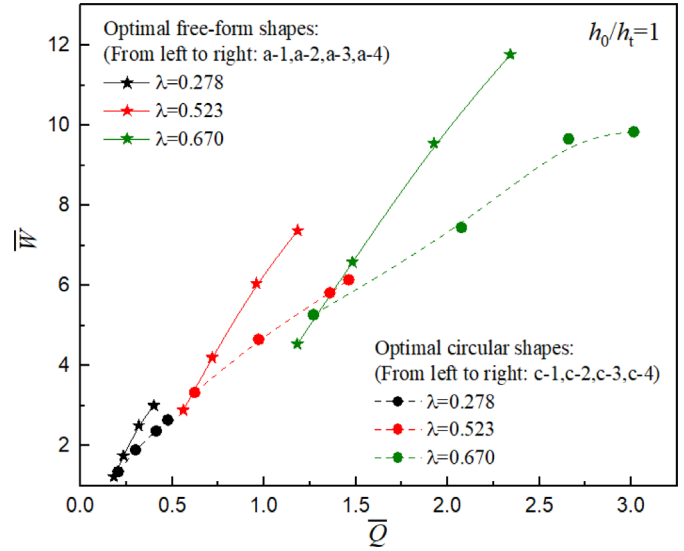 Optimal free-form shapes:
(From left to right: a-1,a-2,a-3,a-4)
λ=0.278
λ=0.523
λ=0.670
h₀/hₜ=1
12
10
8
6
4
2
W̅
Optimal circular shapes:
(From left to right: c-1,c-2,c-3,c-4)
λ=0.278
λ=0.523
λ=0.670
0.0 0.5 1.0 1.5 2.0 2.5 3.0
Q̅